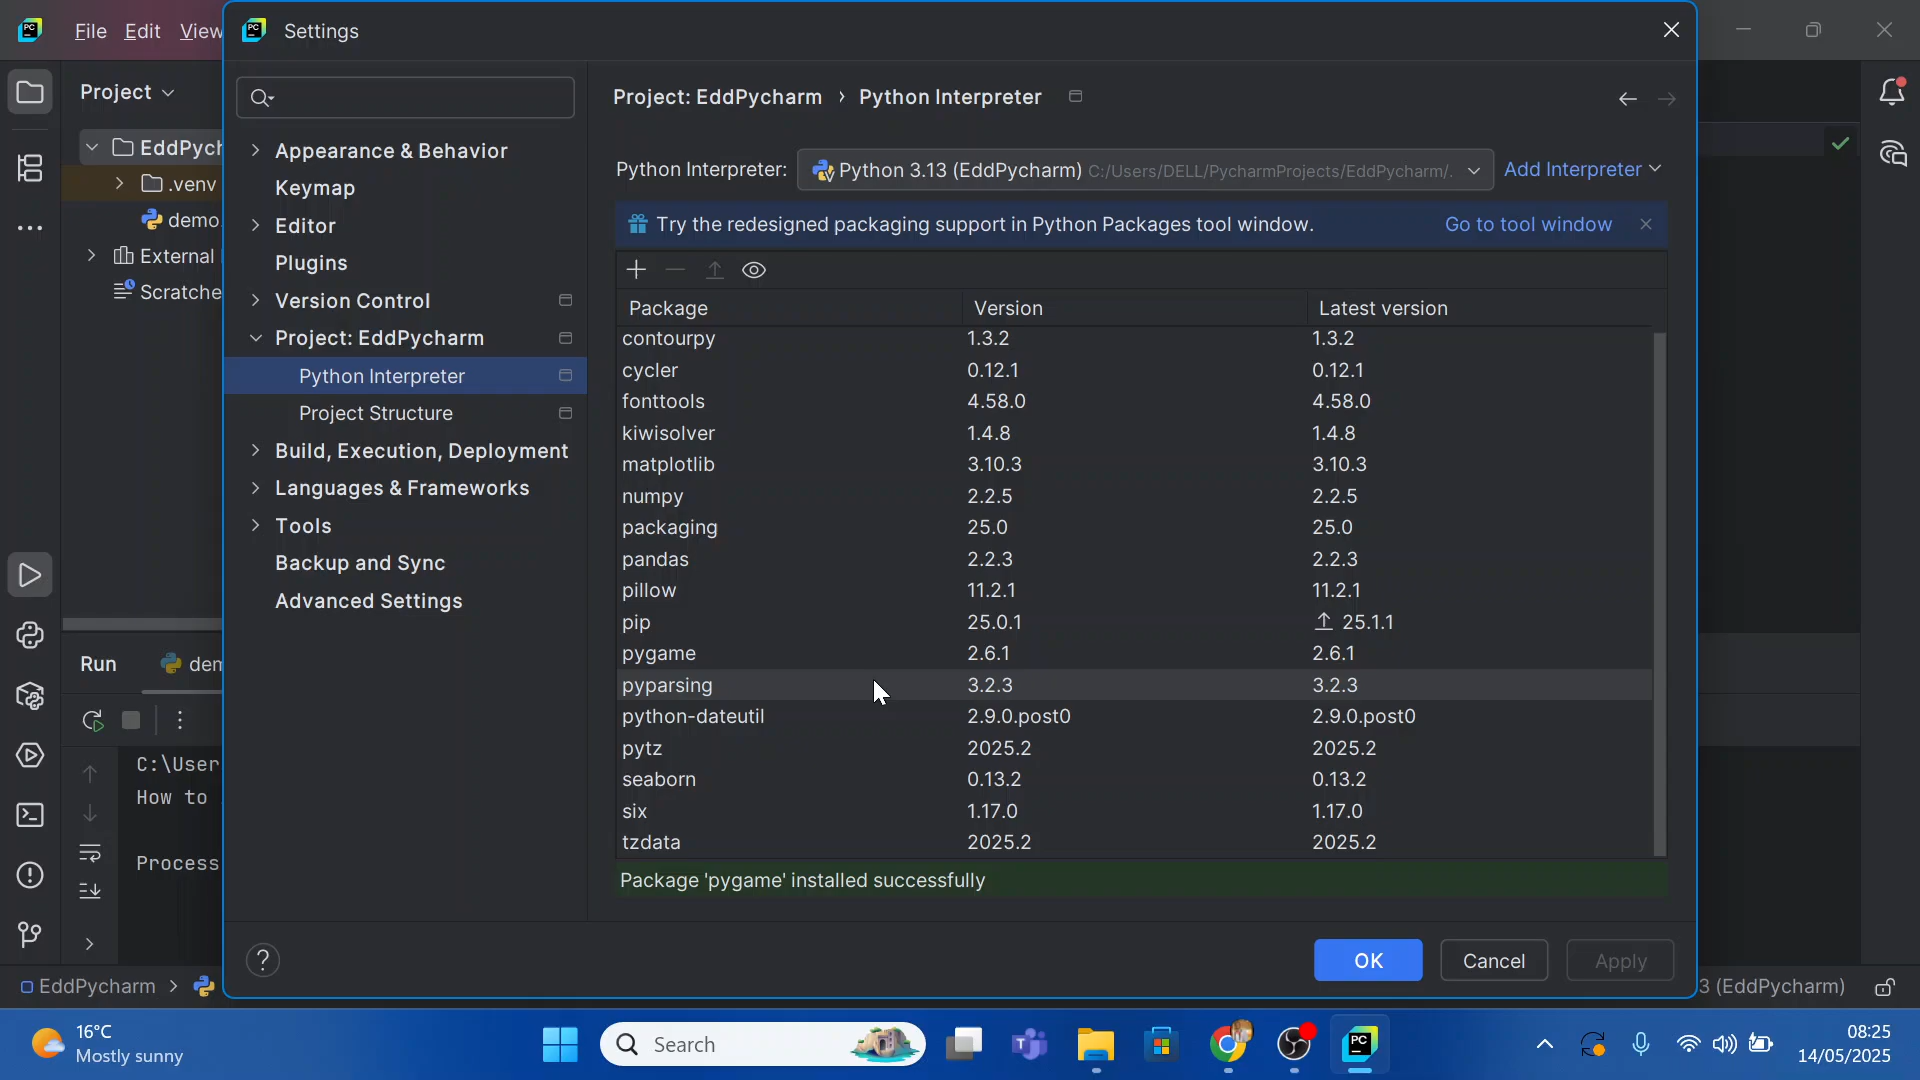 PC File Edit View
PC Settings
Project
EddPych
.venv
demo.
External
Scratche
Appearance & Behavior
Keymap
Editor
Plugins
Version Control
Project: EddPycharm
Python Interpreter
Project Structure
Build, Execution, Deployment
Languages & Frameworks
Tools
Backup and Sync
Advanced Settings
Project: EddPycharm › Python Interpreter
Python Interpreter: Python 3.13 (EddPycharm) C:/Users/DELL/PycharmProjects/EddPycharm/. Add Interpreter
Try the redesigned packaging support in Python Packages tool window. Go to tool window
Package Version Latest version
contourpy 1.3.2 1.3.2
cycler 0.12.1 0.12.1
fonttools 4.58.0 4.58.0
kiwisolver 1.4.8 1.4.8
matplotlib 3.10.3 3.10.3
numpy 2.2.5 2.2.5
packaging 25.0 25.0
pandas 2.2.3 2.2.3
pillow 11.2.1 11.2.1
pip 25.0.1 25.1.1
pygame 2.6.1 2.6.1
pyparsing 3.2.3 3.2.3
python-dateutil 2.9.0.post0 2.9.0.post0
pytz 2025.2 2025.2
seaborn 0.13.2 0.13.2
six 1.17.0 1.17.0
tzdata 2025.2 2025.2
Package 'pygame' installed successfully
? OK Cancel Apply
Run dem
C:\User
How to
Process
EddPycharm › 3 (EddPycharm)
16°C
Mostly sunny
Search
PC
08:25
14/05/2025